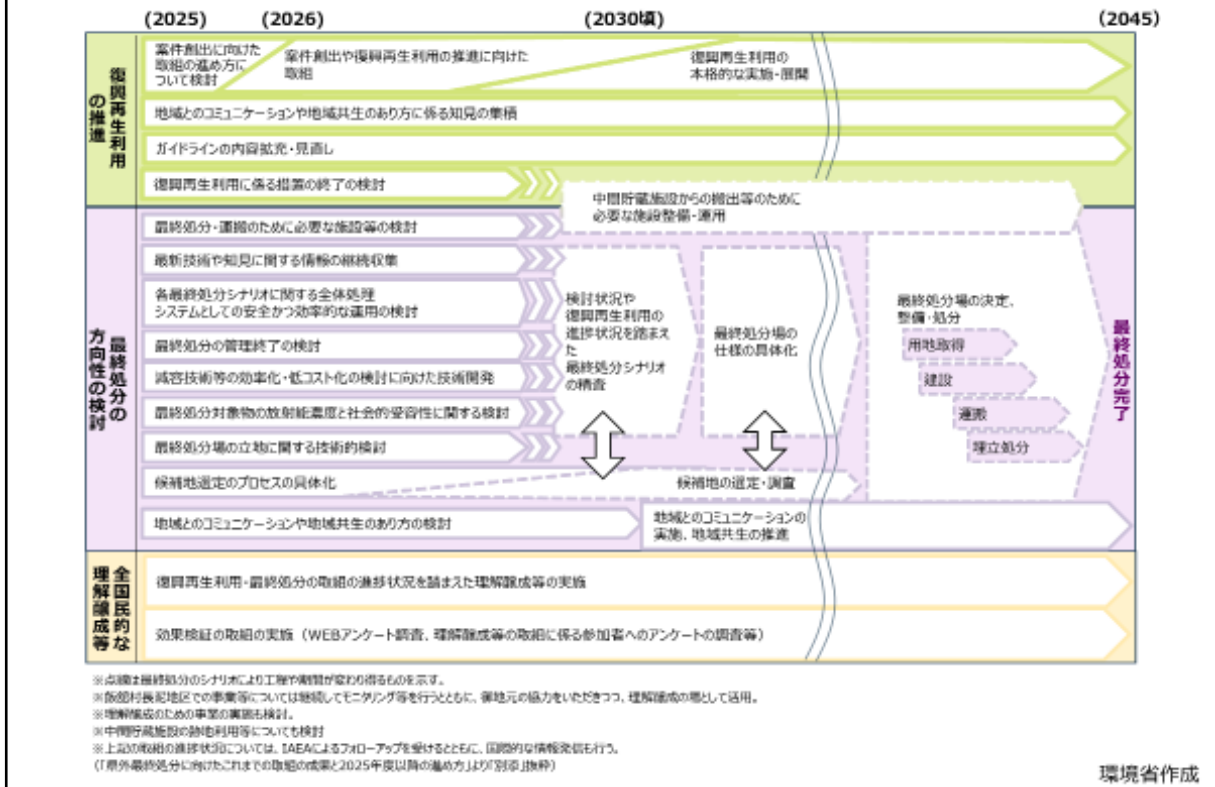 (2025)
(2026)
(2030頃)
(2045)
復興再生利用
の推進
案件創出に向けた
取組の進め方に
ついて検討
案件創出や復興再生利用の推進に向けた
取組
復興再生利用の
本格的な実施・展開
地域とのコミュニケーションや地域共生のあり方に係る知見の集積
ガイドラインの内容拡充・見直し
復興再生利用に係る措置の終了の検討
中間貯蔵施設からの搬出等のために
必要な施設整備・運用
最終処分の
方向性の検討
最終処分・運搬のために必要な施設等の検討
最新技術や知見に関する情報の継続収集
各最終処分シナリオに関する全体処理
システムとしての安全かつ効率的な運用の検討
最終処分の管理終了の検討
減容技術等の効率化・低コスト化の検討に向けた技術開発
最終処分対象物の放射能濃度と社会的受容性に関する検討
最終処分場の立地に関する技術的検討
検討状況や
復興再生利用の
進捗状況を踏まえ
た
最終処分シナリオ
の精査
最終処分場の
仕様の具体化
最終処分場の決定、
整備・処分
用地取得
建設
運搬
埋立処分
最終処分完了
候補地選定のプロセスの具体化
候補地の選定・調査
地域とのコミュニケーションや地域共生のあり方の検討
地域とのコミュニケーションの
実施、地域共生の推進
全国民的な
理解醸成等
復興再生利用・最終処分の取組の進捗状況を踏まえた理解醸成等の実施
効果検証の取組の実施（WEBアンケート調査、理解醸成等の取組に係る参加者へのアンケートの調査等）
※点線は最終処分のシナリオにより工程や期間が変わり得るものを示す。
※飯舘村長泥地区での事業等については継続してモニタリング等を行うとともに、御地元の協力をいただきつつ、理解醸成の場として活用。
※理解醸成のための事業の実施も検討。
※中間貯蔵施設の跡地利用等についても検討
※上記の取組の進捗状況については、IAEAによるフォローアップを受けるとともに、国際的な情報発信も行う。
（「県外最終処分に向けたこれまでの取組の成果と2025年度以降の進め方」より「別添」抜粋）
環境省作成